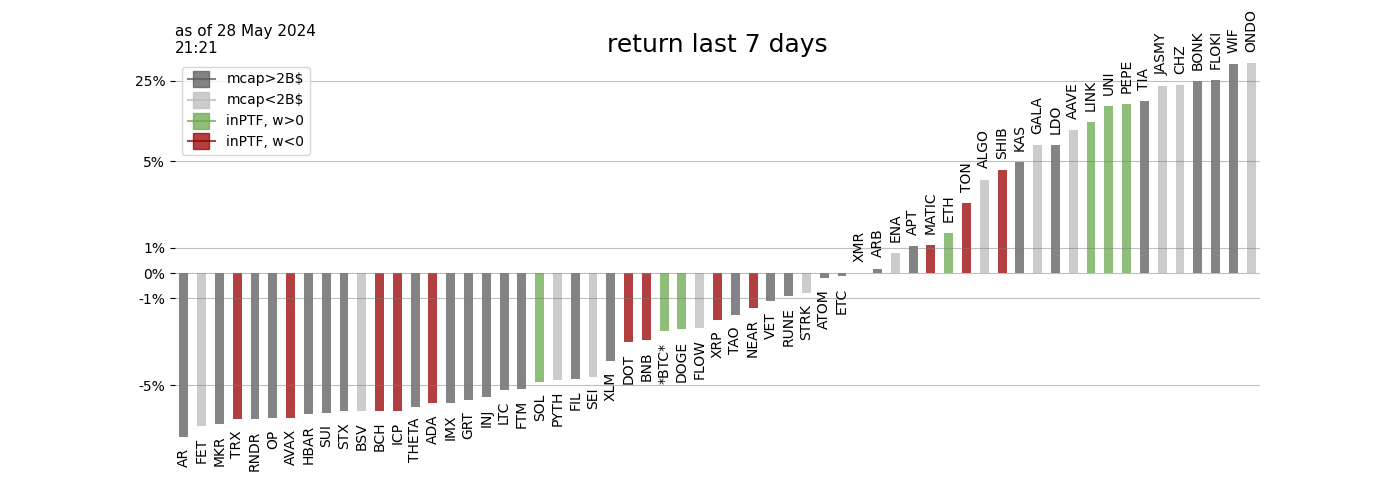 as of 28 May 2024
21:21
return last 7 days
mcap>2B$
mcap<2B$
inPTF, w>0
inPTF, w<0
25%
5%
1%
0%
-1%
-5%
AR
FET
MKR
TRX
RNDR
OP
AVAX
HBAR
SUI
STX
BSV
BCH
ICP
THETA
ADA
IMX
GRT
INJ
LTC
FTM
SOL
PYTH
FIL
SEI
XLM
DOT
BNB
*BTC*
DOGE
FLOW
XRP
TAO
NEAR
VET
RUNE
STRK
ATOM
ETC
XMR
ARB
ENA
APT
MATIC
ETH
TON
ALGO
SHIB
KAS
GALA
LDO
AAVE
LINK
UNI
PEPE
TIA
JASMY
CHZ
BONK
FLOKI
WIF
ONDO